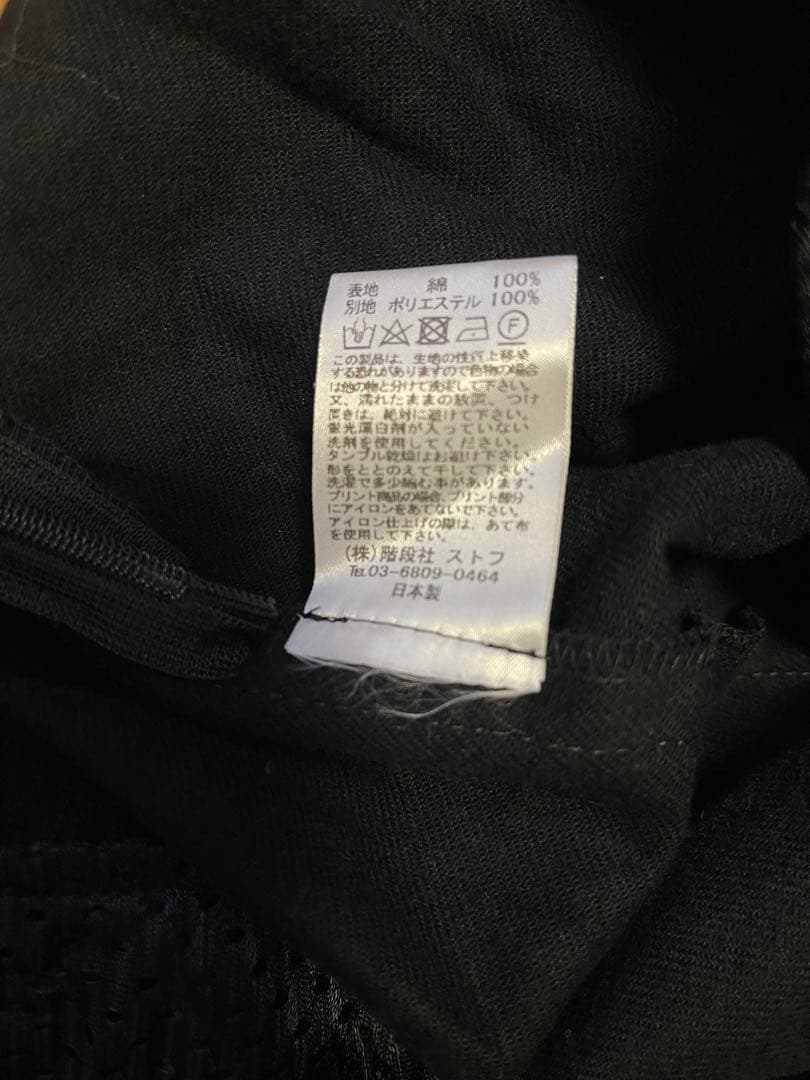 表地 綿 100%
別地 ポリエステル 100%
F
この製品は、生地の性質上移染
する恐れがありますので色物の場合
は他の物と分けて洗濯して下さい。
又、濡れたままの放置、つけ
置きは、絶対に避けて下さい。
蛍光漂白剤が入っていない
洗剤を使用してください。
タンブル乾燥はお避け下さい。
形をととのえて干して下さい。
洗濯で多少縮む事があります。
プリント商品の場合、プリント部分
にアイロンをあてないで下さい。
アイロン仕上げの際は、あて布
を使用して下さい。
(株)階段社 ストフ
TEL03-6809-0464
日本製